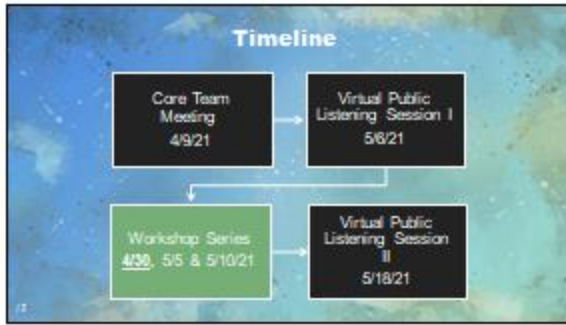 Timeline
Core Team
Meeting
4/9/21
Virtual Public
Listening Session I
5/6/21
Workshop Series
4/30, 5/5 & 5/10/21
Virtual Public
Listening Session
II
5/18/21